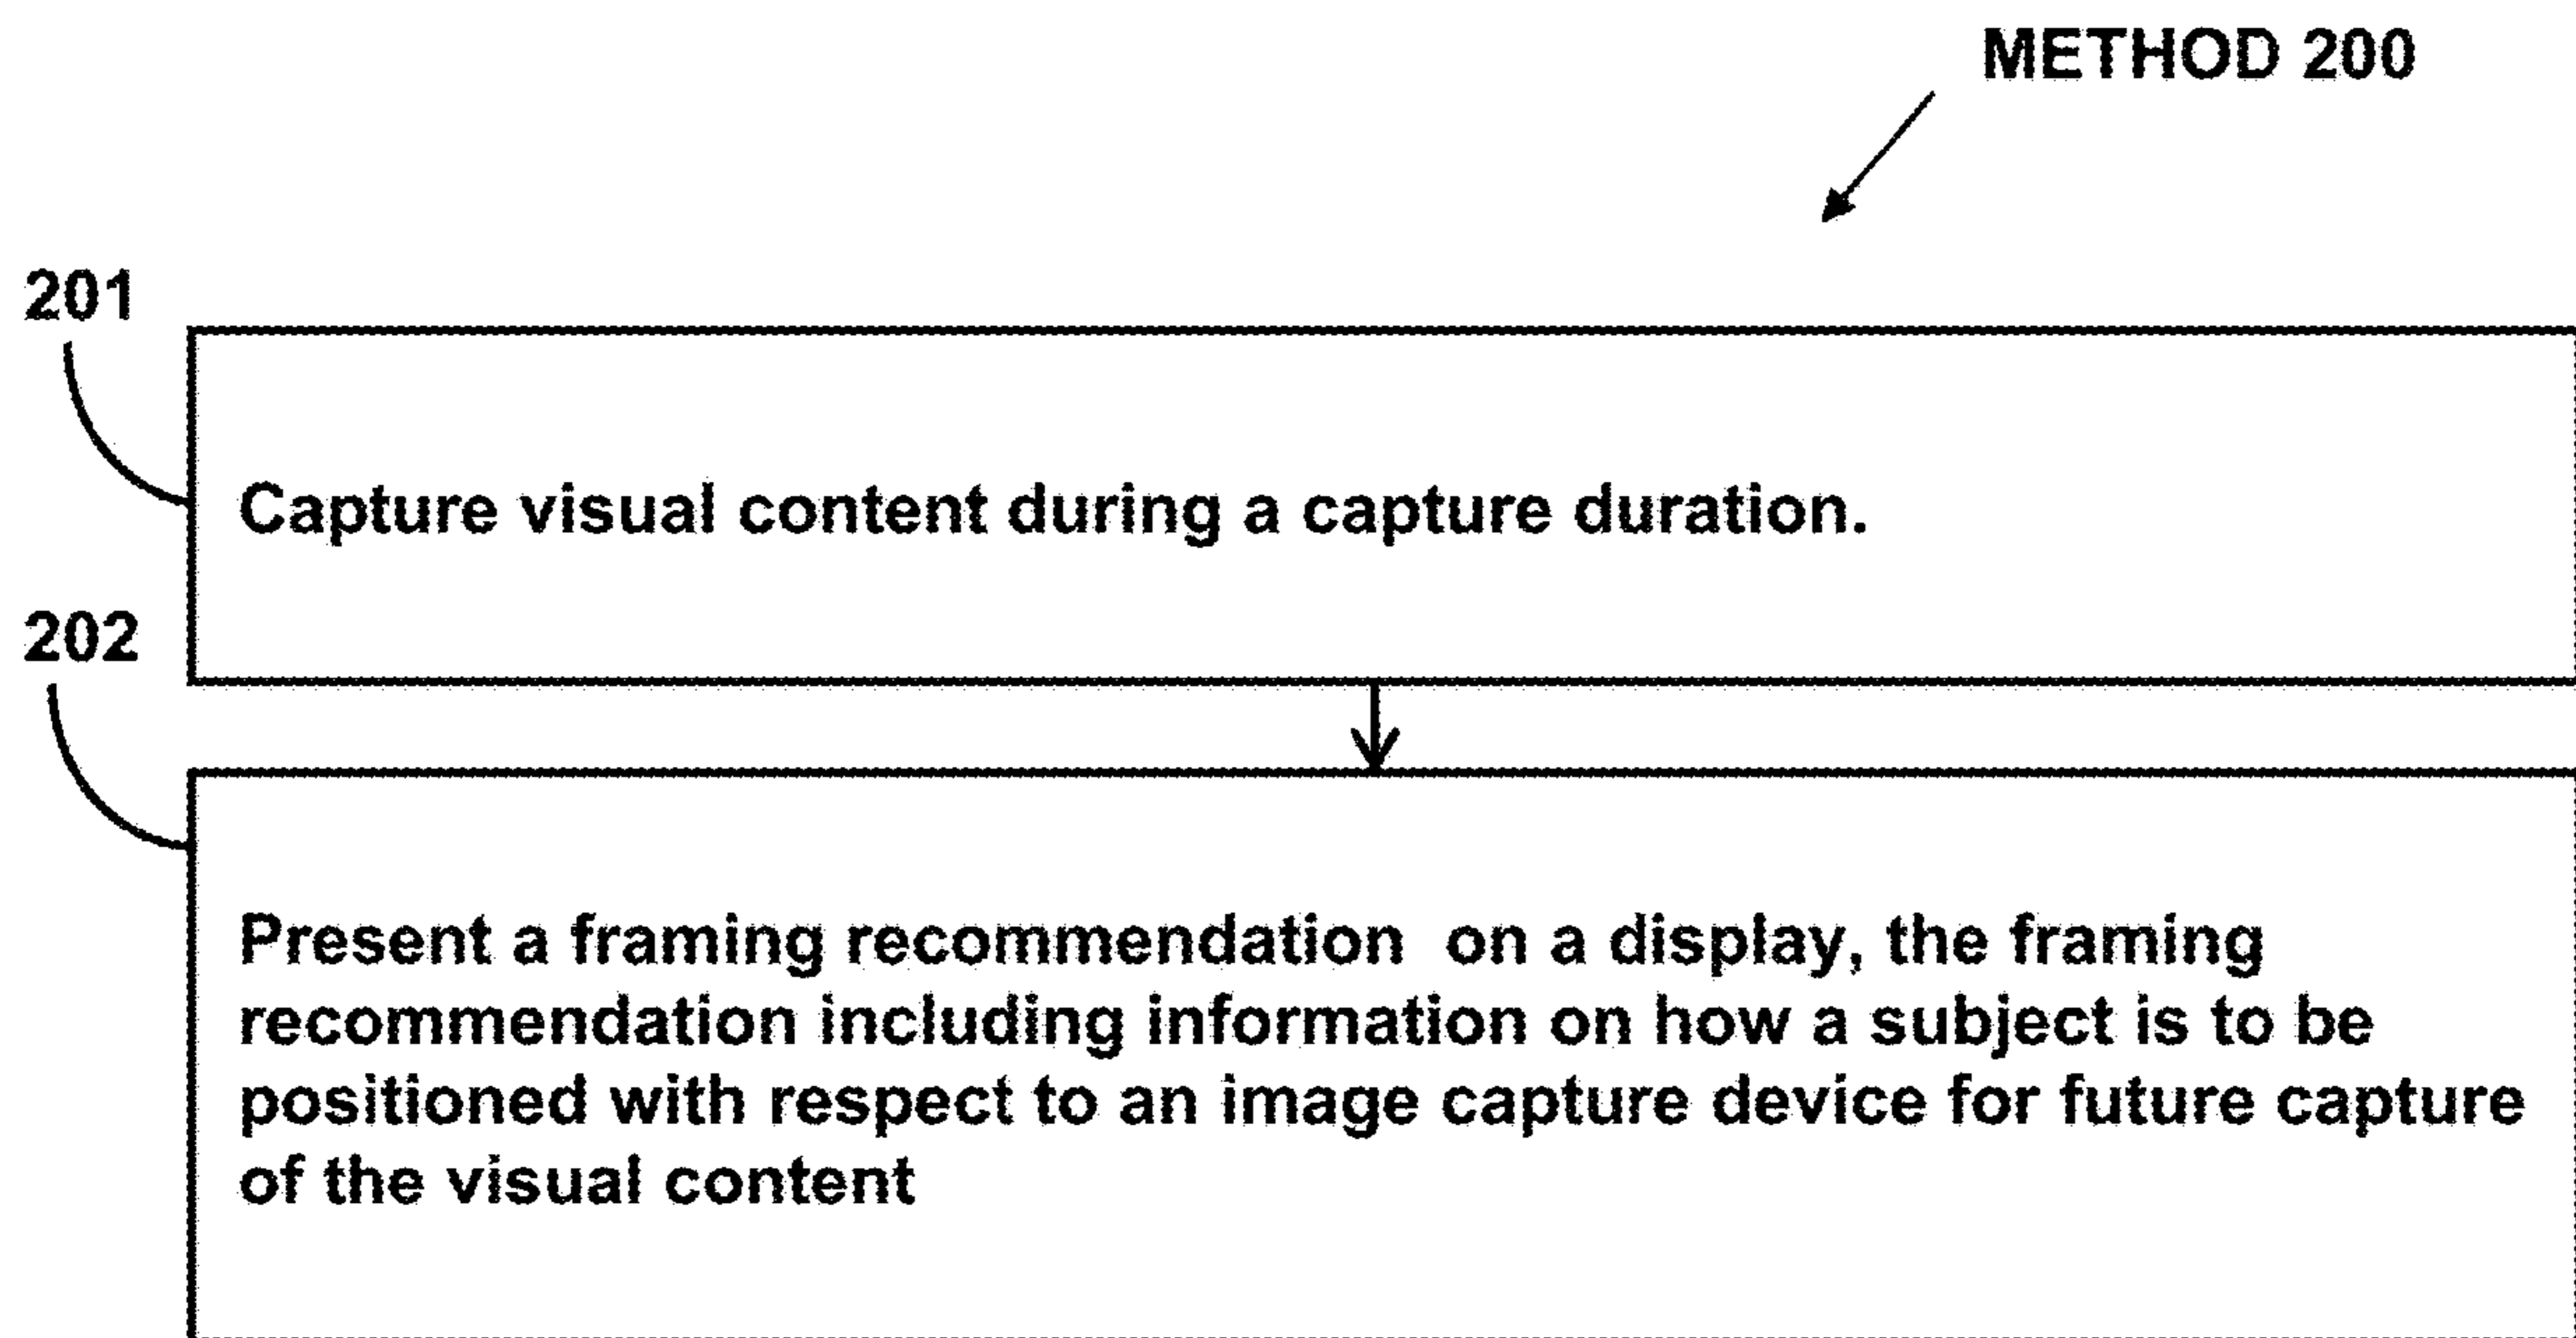 METHOD 200
201
Capture visual content during a capture duration.
202
Present a framing recommendation  on a display, the framing
recommendation including information on how a subject is to be
positioned with respect to an image capture device for future capture
of the visual content